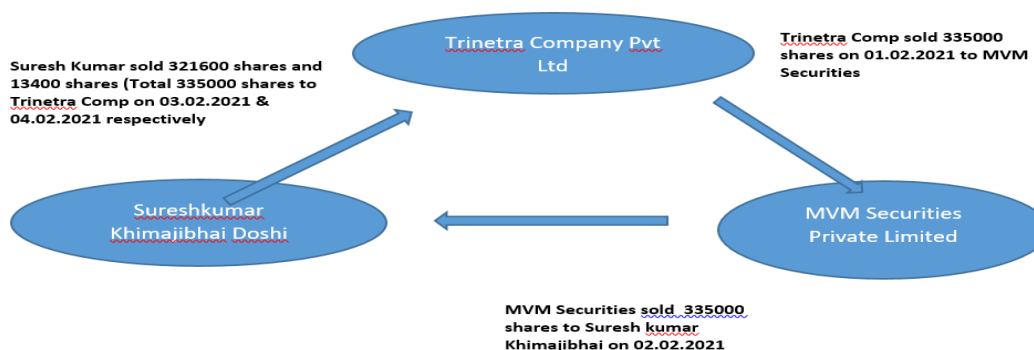 Trinetra Company Pvt
Ltd
Trinetra Comp sold 335000
shares on 01.02.2021 to MVM
Securities
Suresh Kumar sold 321600 shares and
13400 shares (Total 335000 shares to
Trinetra Comp on 03.02.2021 &
04.02.2021 respectively
Sureshkumar
Khimajibhai Doshi
MVM Securities
Private Limited
MVM Securities sold 335000
shares to Suresh kumar
Khimajibhai on 02.02.2021